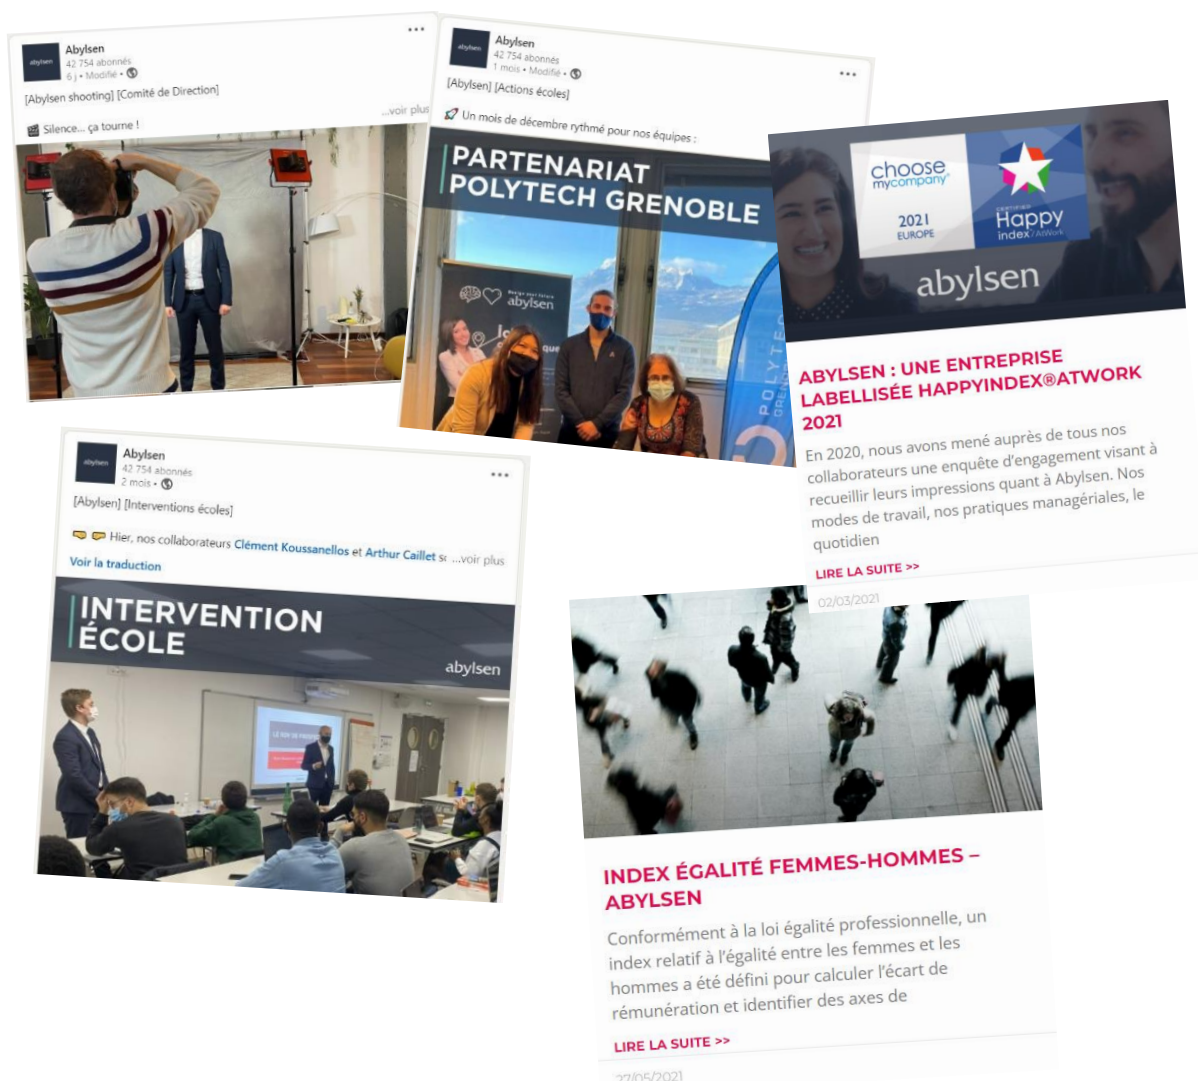 abylsen
Abylsen
42 754 abonnés
6 j • Modifié •
[Abylsen shooting] [Comité de Direction]
...voir plus
Silence... ça tourne !
abylsen
Abylsen
42 754 abonnés
1 mois • Modifié •
[Abylsen] [Actions écoles]
Un mois de décembre rythmé pour nos équipes :
PARTENARIAT
POLYTECH GRENOBLE
abylsen
POLYTE
choose
mycompany
2021
EUROPE
Happy
index/AtWork
abylsen
ABYLSEN : UNE ENTREPRISE
LABELLISÉE HAPPYINDEX®ATWORK
2021
En 2020, nous avons mené auprès de tous nos
collaborateurs une enquête d'engagement visant à
recueillir leurs impressions quant à Abylsen. Nos
modes de travail, nos pratiques managériales, le
quotidien
LIRE LA SUITE >>
02/03/2021
abylsen
Abylsen
42 754 abonnés
2 mois •
[Abylsen] [Interventions écoles]
Hier, nos collaborateurs Clément Koussanellos et Arthur Caillet ...voir plus
Voir la traduction
INTERVENTION
ÉCOLE
abylsen
INDEX ÉGALITÉ FEMMES-HOMMES –
ABYLSEN
Conformément à la loi égalité professionnelle, un
index relatif à l'égalité entre les femmes et les
hommes a été défini pour calculer l'écart de
rémunération et identifier des axes de
LIRE LA SUITE >>
27/05/2021